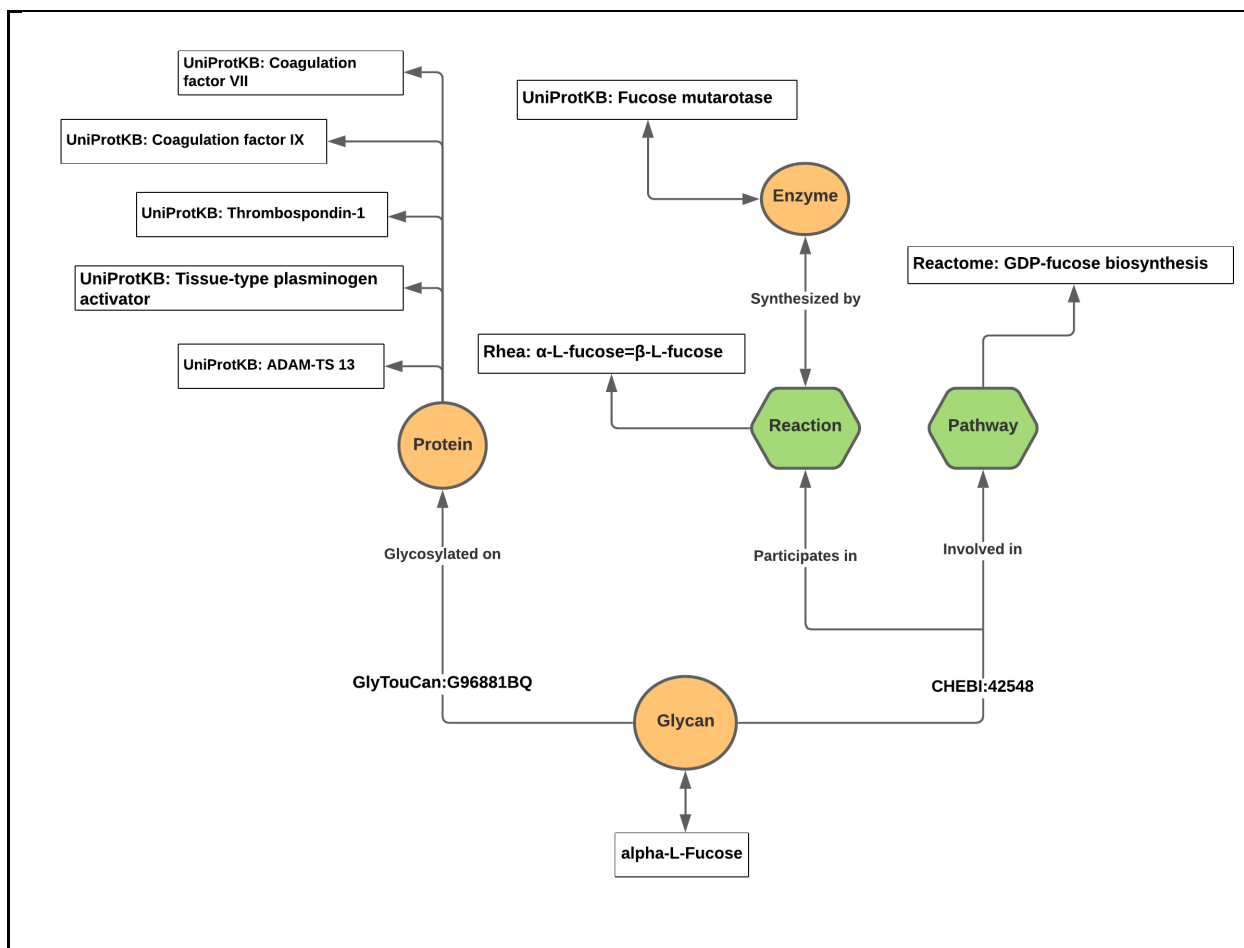 UniProtKB: Coagulation
factor VII
UniProtKB: Fucose mutarotase
UniProtKB: Coagulation factor IX
Enzyme
UniProtKB: Thrombospondin-1
Reactome: GDP-fucose biosynthesis
UniProtKB: Tissue-type plasminogen
activator
Synthesized by
Rhea: α-L-fucose=β-L-fucose
UniProtKB: ADAM-TS 13
Protein
Reaction
Pathway
Glycosylated on
Participates in
Involved in
GlyTouCan:G96881BQ
CHEBI:42548
Glycan
alpha-L-Fucose